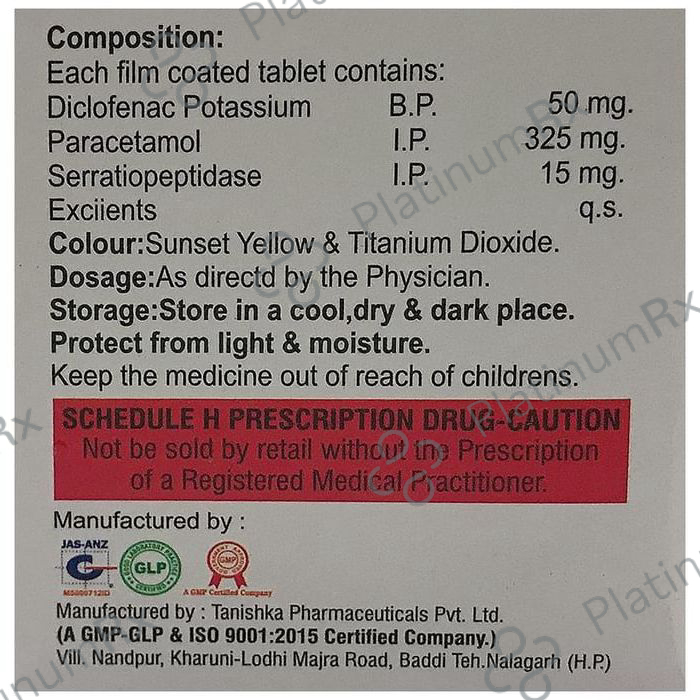 Composition:
Each film coated tablet contains:
Diclofenac Potassium B.P. 50 mg.
Paracetamol I.P. 325 mg.
Serratiopeptidase I.P. 15 mg.
Exciients q.s.
Colour:Sunset Yellow & Titanium Dioxide.
Dosage:As directd by the Physician.
Storage:Store in a cool,dry & dark place.
Protect from light & moisture.
Keep the medicine out of reach of childrens.
SCHEDULE H PRESCRIPTION DRUG-CAUTION
Not be sold by retail without the Prescription
of a Registered Medical Practitioner.
Manufactured by :
JAS-ANZ
GLP
GMP
A GMP Certified Company
Manufactured by : Tanishka Pharmaceuticals Pvt. Ltd.
(A GMP-GLP & ISO 9001:2015 Certified Company.)
Vill. Nandpur, Kharuni-Lodhi Majra Road, Baddi Teh.Nalagarh (H.P.)
PlatinumRx